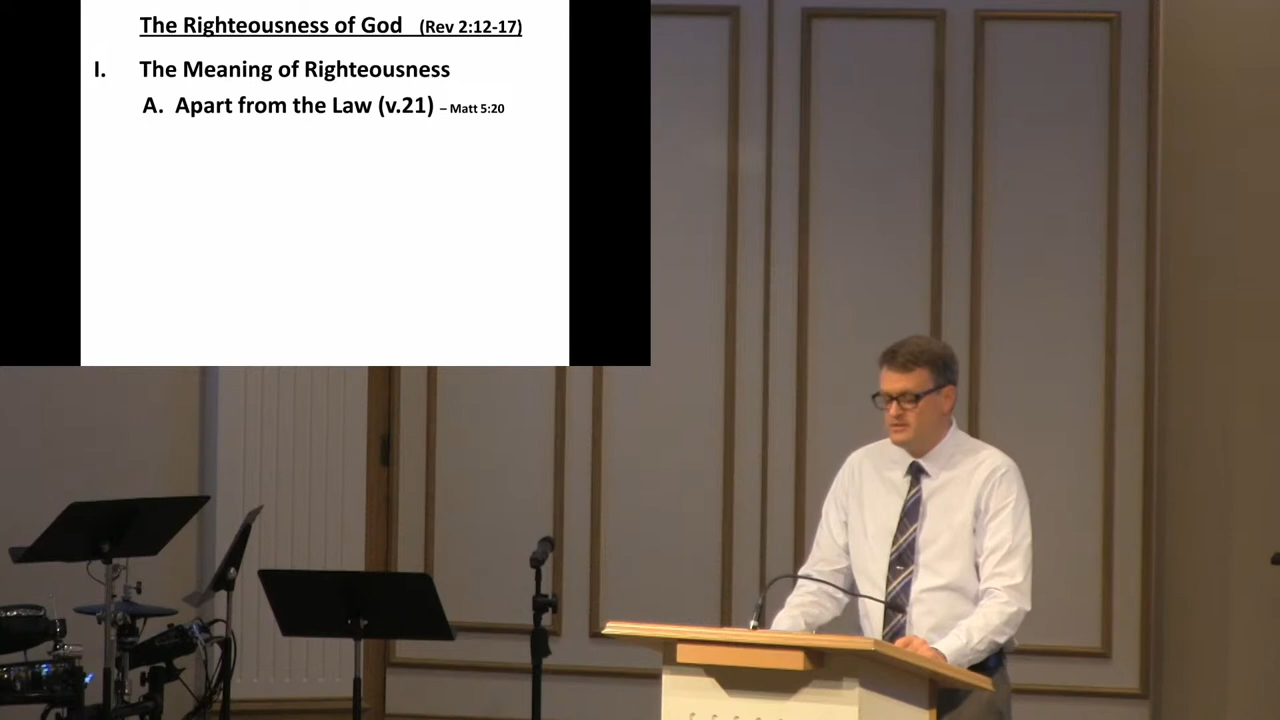 The Righteousness of God (Rev 2:12-17)
I. The Meaning of Righteousness
A. Apart from the Law (v.21) – Matt 5:20